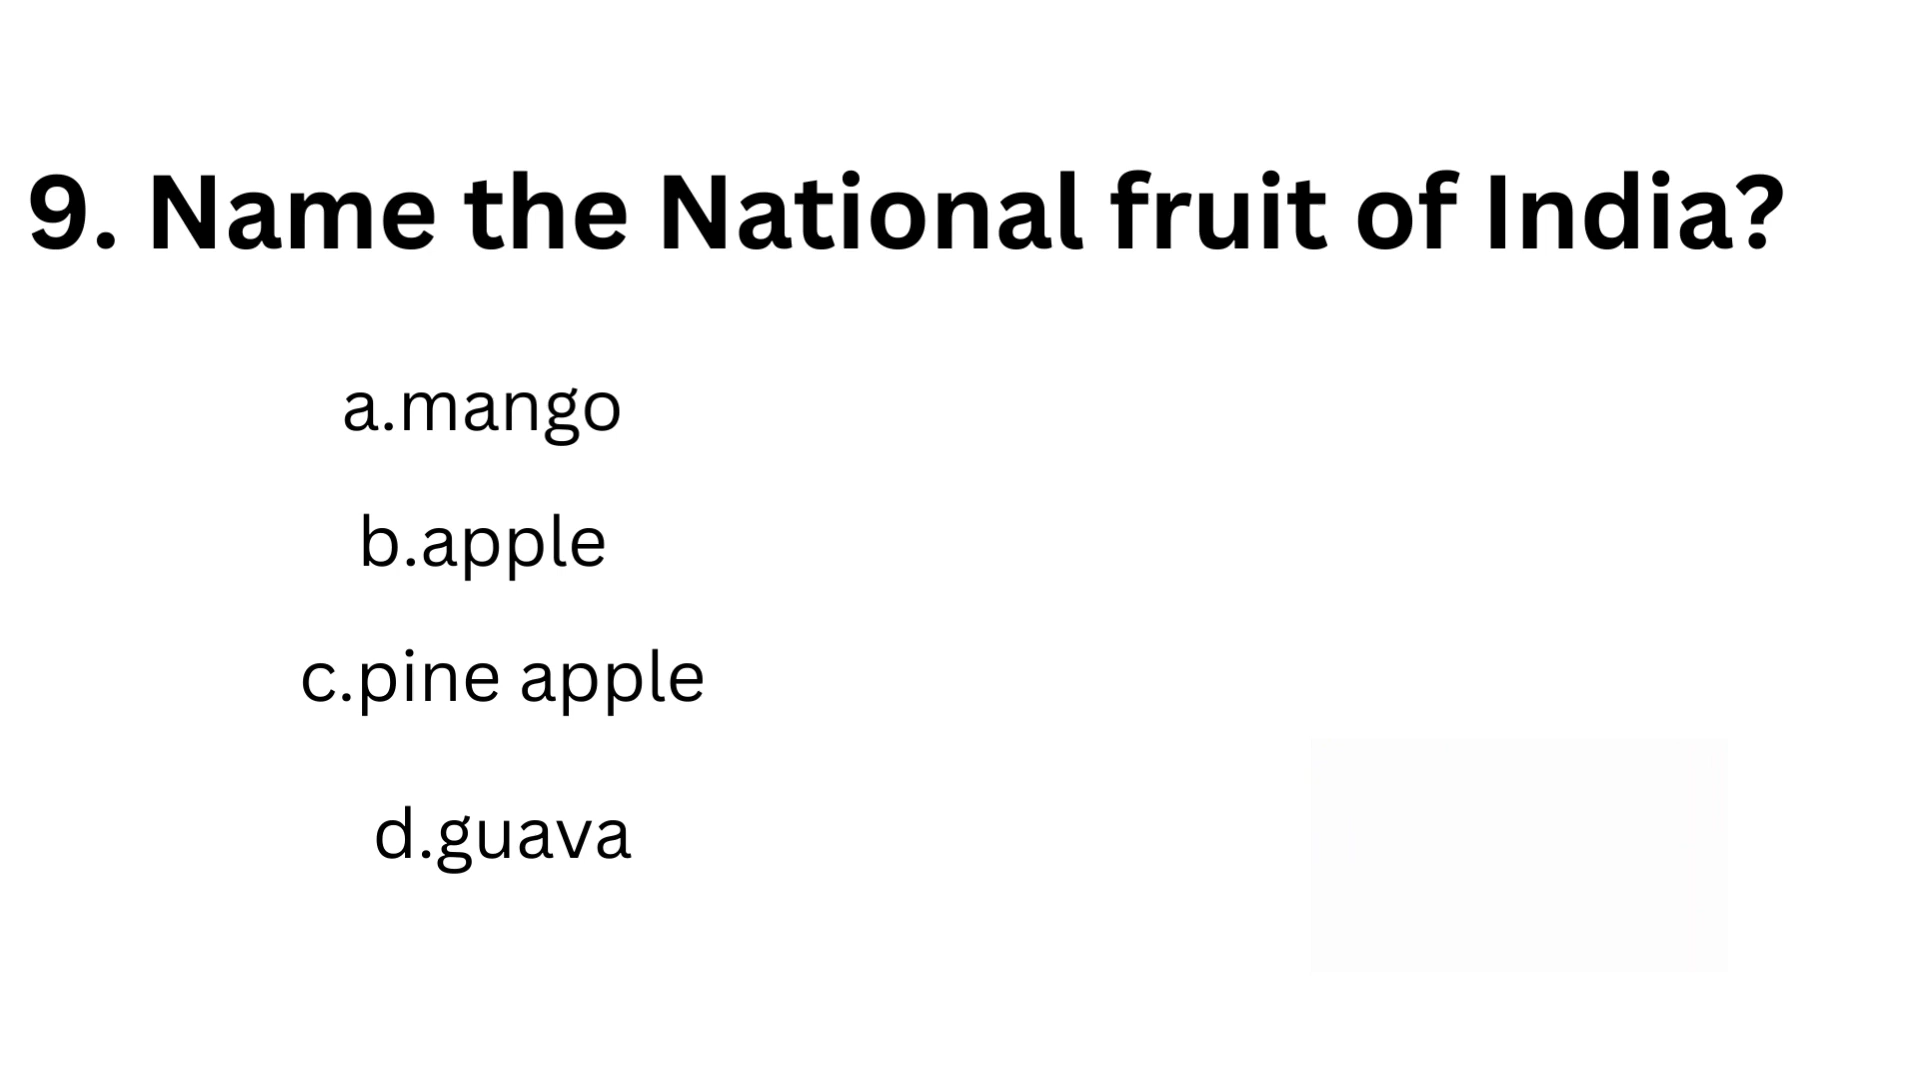 9. Name the National fruit of India?
a.mango
b.apple
c.pine apple
d.guava